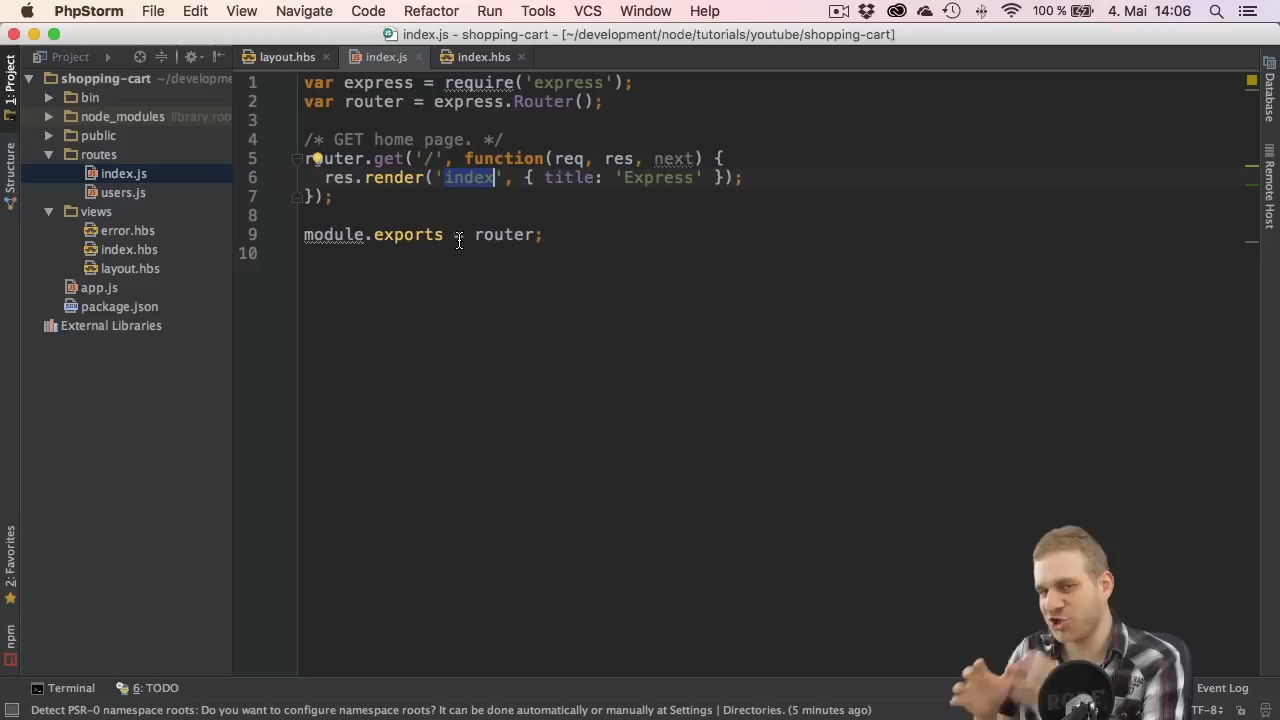 PhpStorm File Edit View Navigate Code Refactor Run Tools VCS Window Help 100 % 4. Mai 14:06
index.js - shopping-cart - [~/development/node/tutorials/youtube/shopping-cart]
Project layout.hbs index.js index.hbs
1: Project
Structure
2: Favorites
npm
shopping-cart ~/developme
bin
node_modules library roo
public
routes
index.js
users.js
views
error.hbs
index.hbs
layout.hbs
app.js
package.json
External Libraries
1 var express = require('express');
2 var router = express.Router();
3
4 /* GET home page. */
5 router.get('/', function(req, res, next) {
6 res.render('index', { title: 'Express' });
7 });
8
9 module.exports = router;
10
Database
Remote Host
Terminal 6: TODO Event Log
Detect PSR-0 namespace roots: Do you want to configure namespace roots? It can be done automatically or manually at Settings | Directories. (5 minutes ago) UTF-8